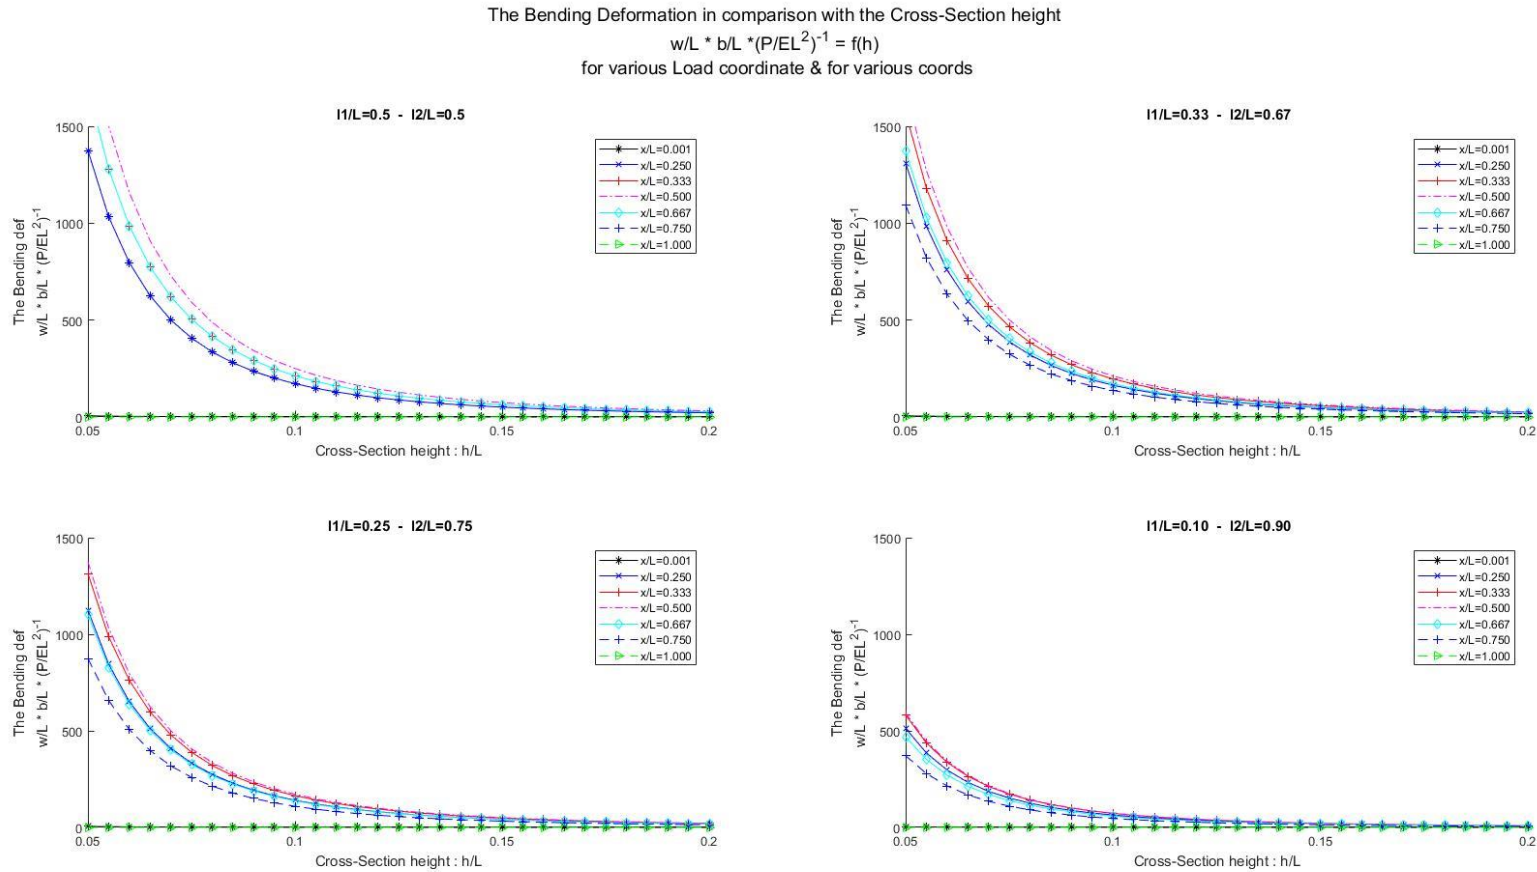 The Bending Deformation in comparison with the Cross-Section height
w/L * b/L *(P/EL²)⁻¹ = f(h)
for various Load coordinate & for various coords
l1/L=0.5 - l2/L=0.5
1500
1000
500
0
The Bending def
w/L * b/L * (P/EL²)⁻¹
x/L=0.001
x/L=0.250
x/L=0.333
x/L=0.500
x/L=0.667
x/L=0.750
x/L=1.000
0.05
0.1
0.15
0.2
Cross-Section height : h/L
l1/L=0.33 - l2/L=0.67
1500
1000
500
0
The Bending def
w/L * b/L * (P/EL²)⁻¹
x/L=0.001
x/L=0.250
x/L=0.333
x/L=0.500
x/L=0.667
x/L=0.750
x/L=1.000
0.05
0.1
0.15
0.2
Cross-Section height : h/L
l1/L=0.25 - l2/L=0.75
1500
1000
500
0
The Bending def
w/L * b/L * (P/EL²)⁻¹
x/L=0.001
x/L=0.250
x/L=0.333
x/L=0.500
x/L=0.667
x/L=0.750
x/L=1.000
0.05
0.1
0.15
0.2
Cross-Section height : h/L
l1/L=0.10 - l2/L=0.90
1500
1000
500
0
The Bending def
w/L * b/L * (P/EL²)⁻¹
x/L=0.001
x/L=0.250
x/L=0.333
x/L=0.500
x/L=0.667
x/L=0.750
x/L=1.000
0.05
0.1
0.15
0.2
Cross-Section height : h/L